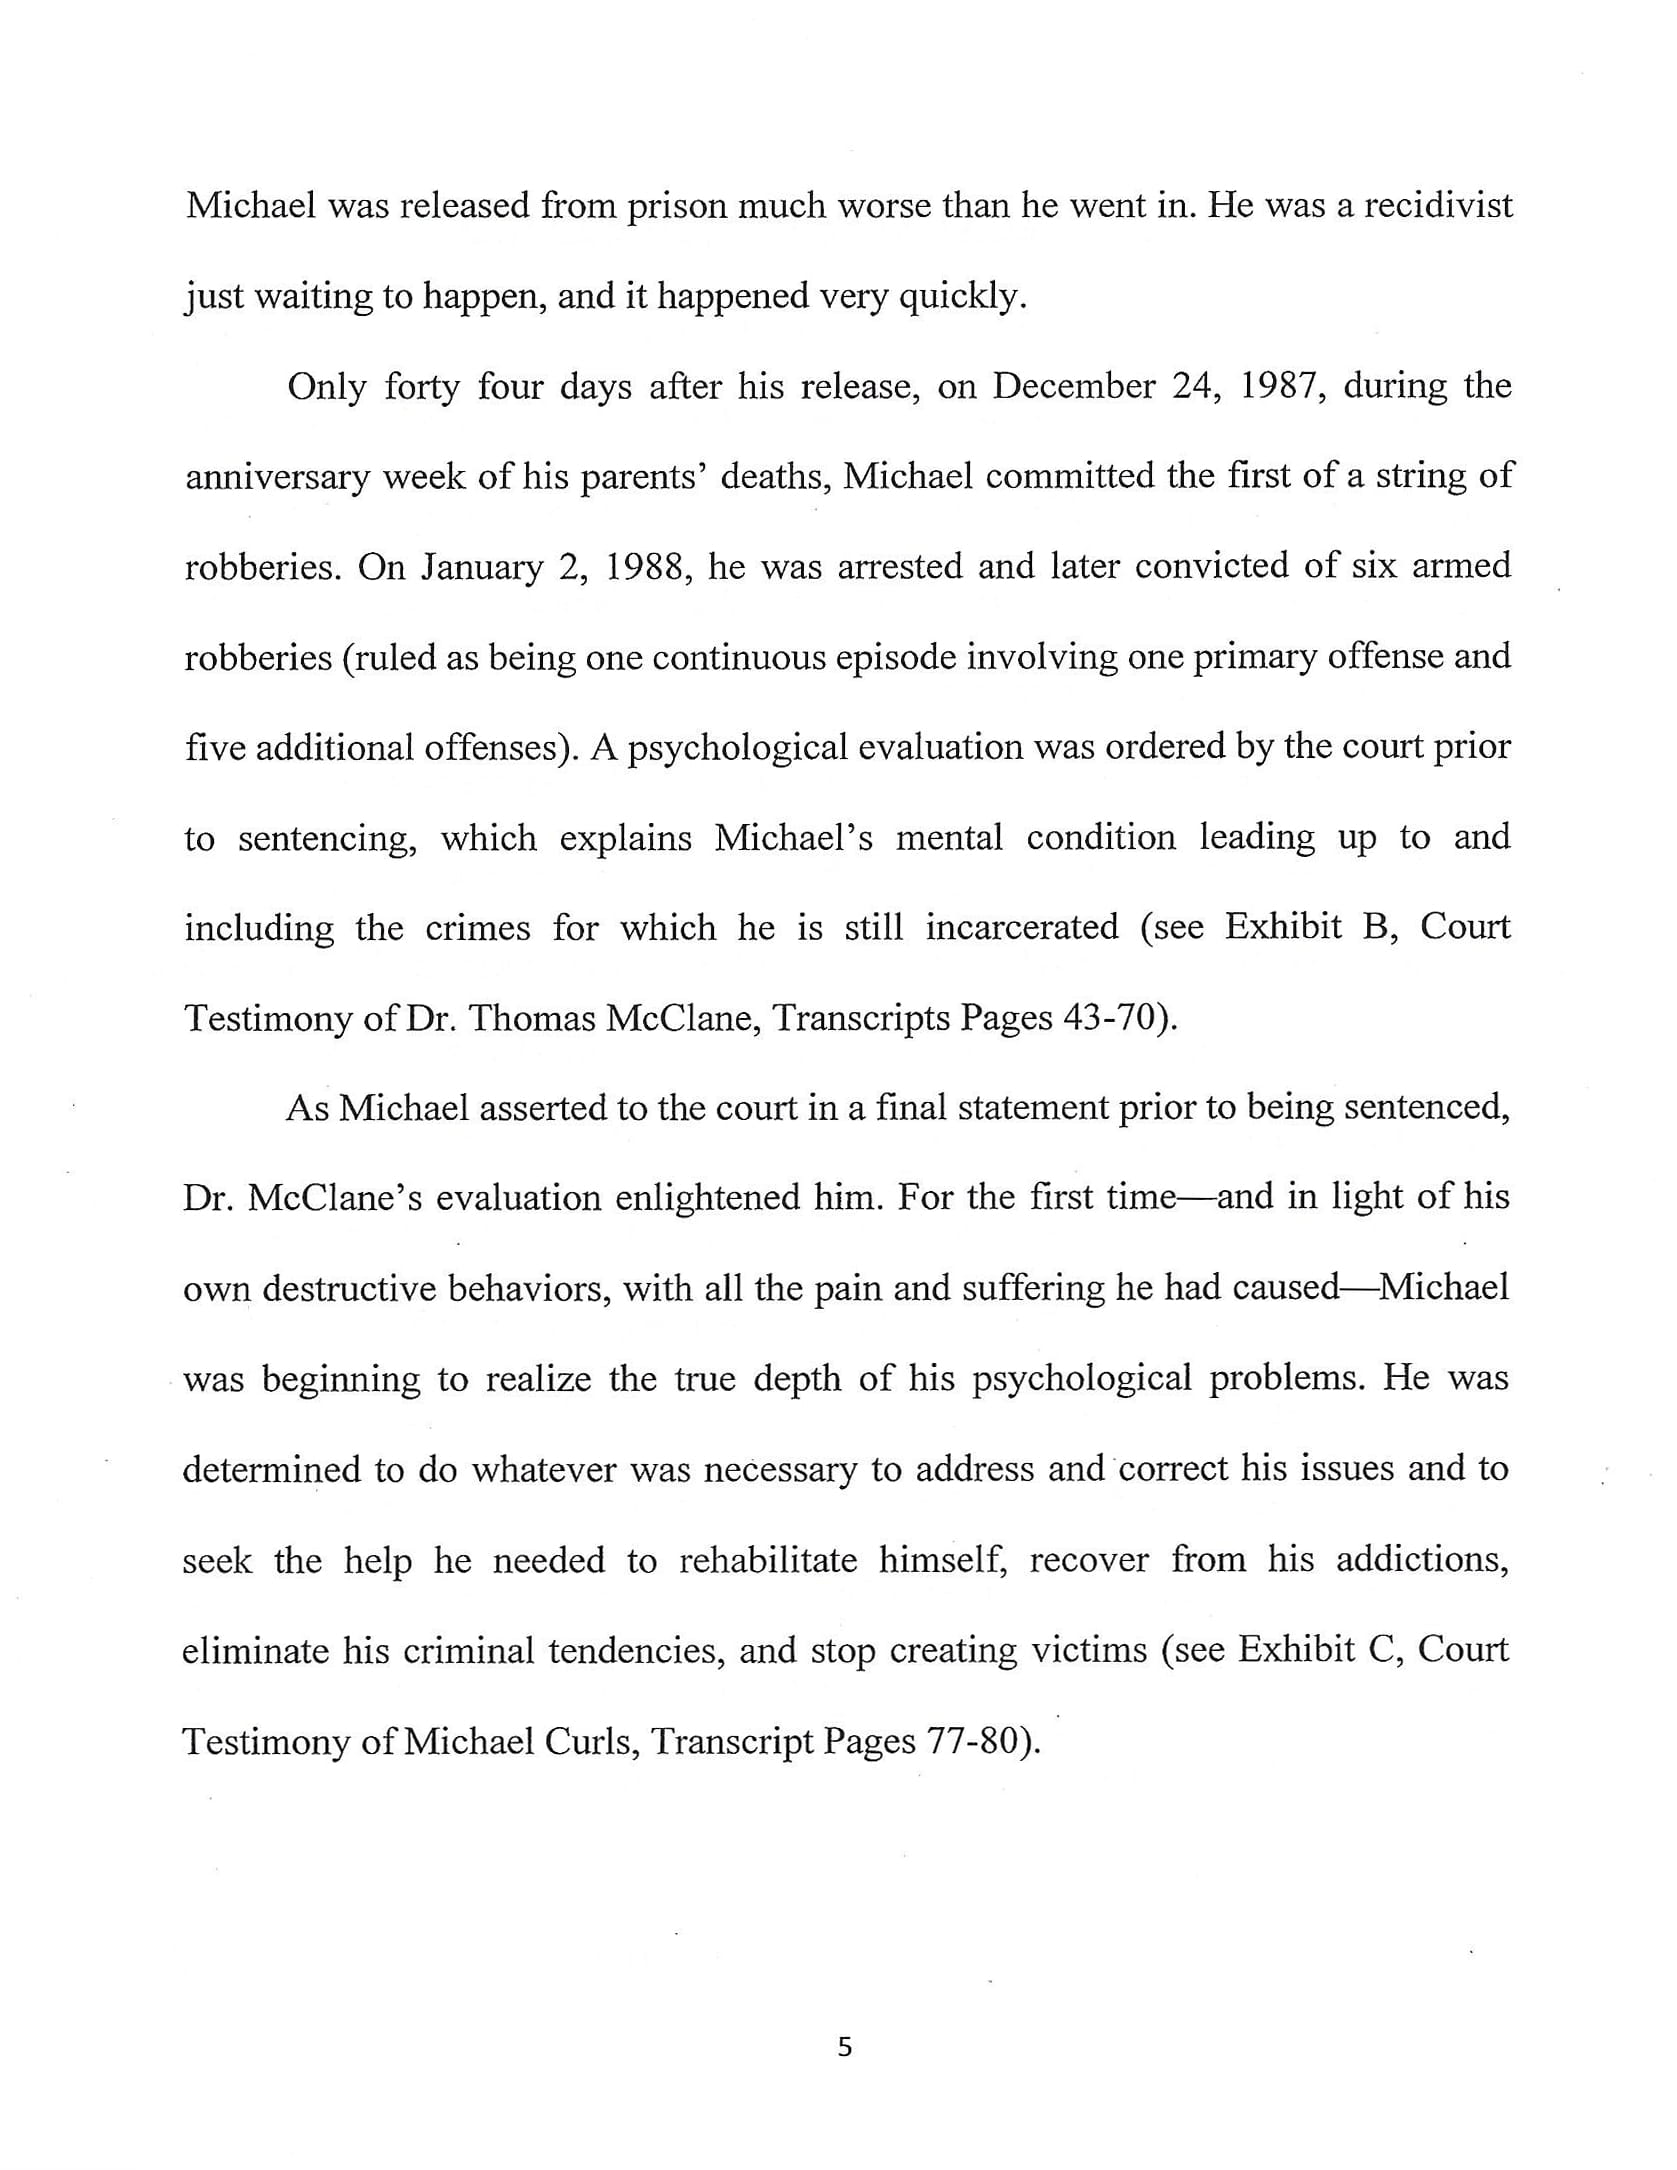 Michael was released from prison much worse than he went in. He was a recidivist
just waiting to happen, and it happened very quickly.
Only forty four days after his release, on December 24, 1987, during the
anniversary week of his parents’ deaths, Michael committed the first of a string of
robberies. On January 2, 1988, he was arrested and later convicted of six armed
robberies (ruled as being one continuous episode involving one primary offense and
five additional offenses). A psychological evaluation was ordered by the court prior
to sentencing, which explains Michael’s mental condition leading up to and
including the crimes for which he is still incarcerated (see Exhibit B, Court
Testimony of Dr. Thomas McClane, Transcripts Pages 43-70).
As Michael asserted to the court in a final statement prior to being sentenced,
Dr. McClane’s evaluation enlightened him. For the first time—and in light of his
own destructive behaviors, with all the pain and suffering he had caused—Michael
was beginning to realize the true depth of his psychological problems. He was
determined to do whatever was necessary to address and correct his issues and to
seek the help he needed to rehabilitate himself, recover from his addictions,
eliminate his criminal tendencies, and stop creating victims (see Exhibit C, Court
Testimony of Michael Curls, Transcript Pages 77-80).
5